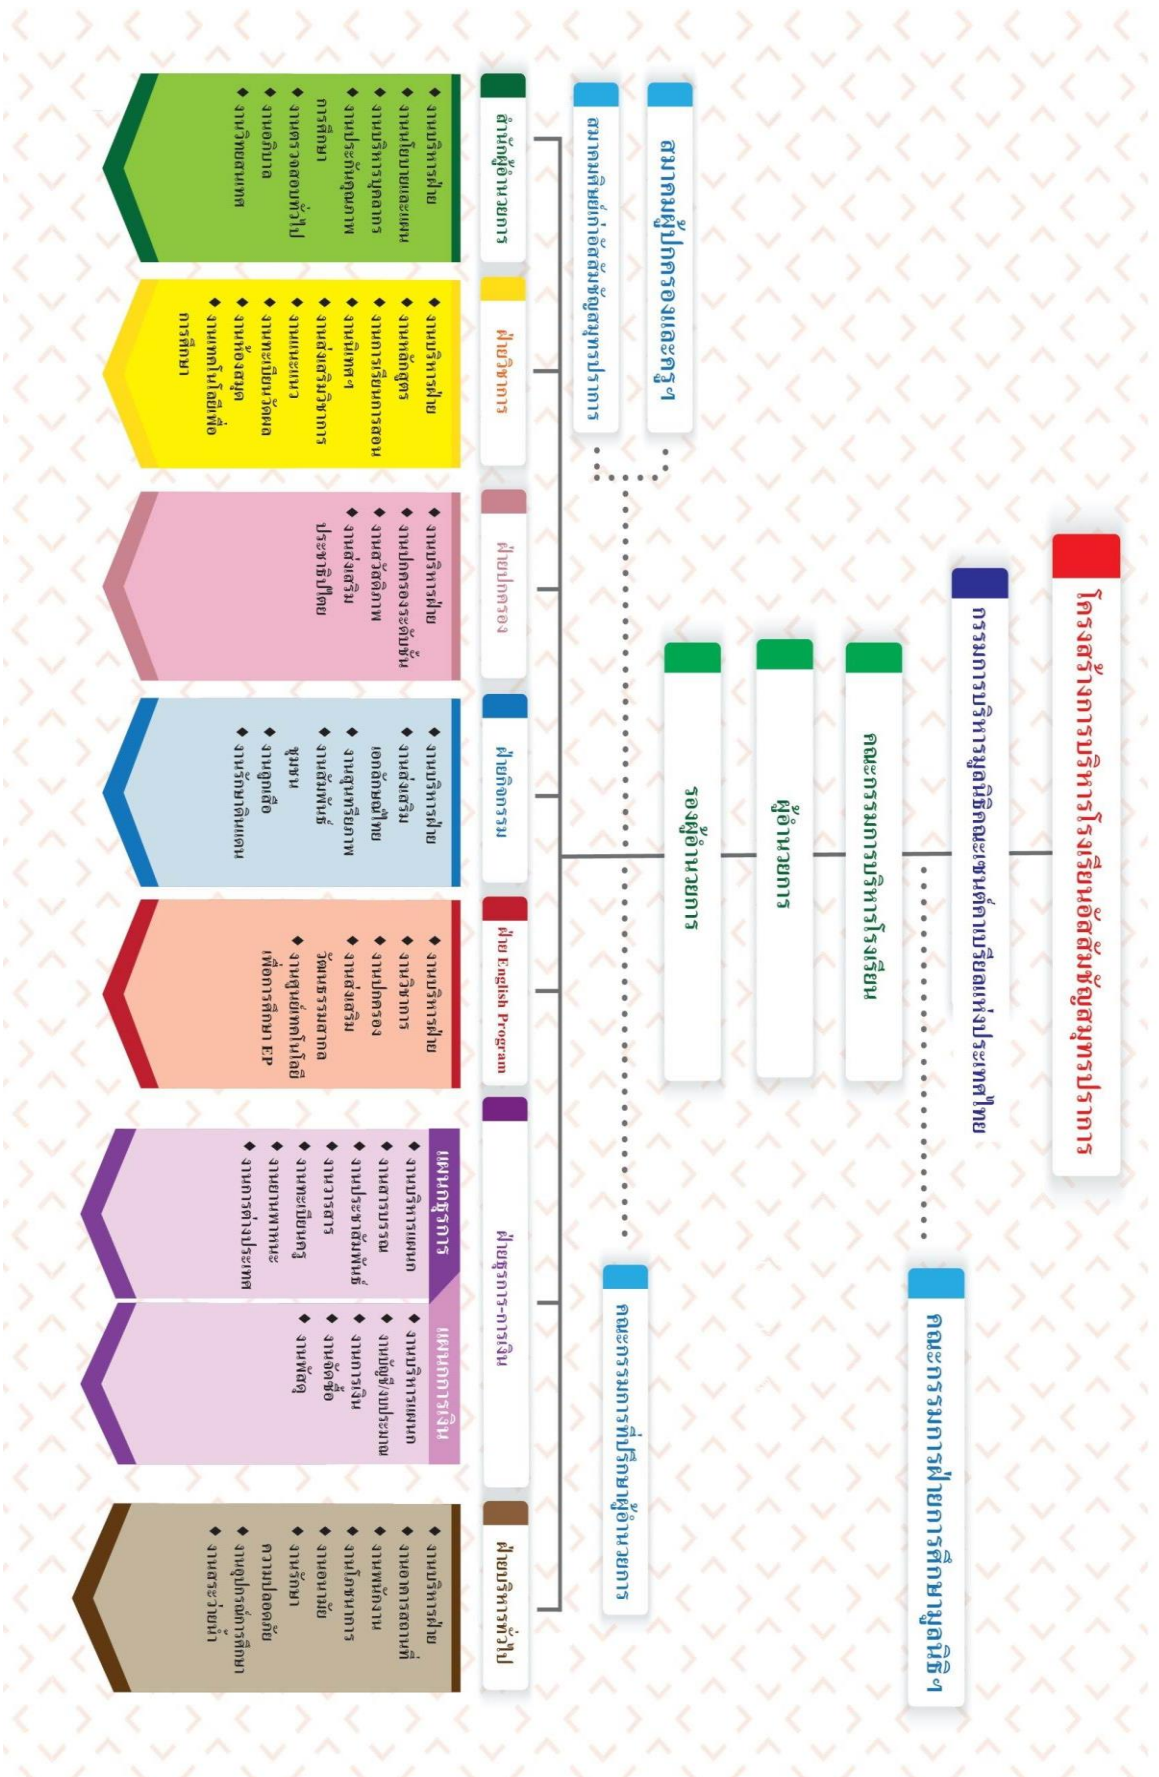 โครงสร้างการบริหารโรงเรียนอัสสัมชัญสมุทรปราการ
กรรมการบริหารมูลนิธิคณะเซนต์คาเบรียลแห่งประเทศไทย
คณะกรรมการฝ่ายการศึกษามูลนิธิฯ
คณะกรรมการบริหารโรงเรียน
ผู้อำนวยการ
รองผู้อำนวยการ
สมาคมผู้ปกครองและครูฯ
สมาคมศิษย์เก่าอัสสัมชัญสมุทรปราการ
คณะกรรมการที่ปรึกษาผู้อำนวยการ
สำนักผู้อำนวยการ
♦ งานบริหารฝ่าย
♦ งานนโยบายและแผน
♦ งานบริหารบุคลากร
♦ งานประกันคุณภาพ
การศึกษา
♦ งานตรวจสอบทั่วไป
♦ งานอภิบาล
♦ งานวิทยสารเทศ
ฝ่ายวิชาการ
♦ งานบริหารฝ่าย
♦ งานหลักสูตร
♦ งานการเรียนการสอน
♦ งานนิเทศฯ
♦ งานส่งเสริมวิชาการ
♦ งานแนะแนว
♦ งานทะเบียนวัดผล
♦ งานห้องสมุด
♦ งานเทคโนโลยีเพื่อ
การศึกษา
ฝ่ายปกครอง
♦ งานบริหารฝ่าย
♦ งานปกครองระดับชั้น
♦ งานสวัสดิภาพ
♦ งานส่งเสริม
ประชาธิปไตย
ฝ่ายกิจกรรม
♦ งานบริหารฝ่าย
♦ งานส่งเสริม
เอกลักษณ์ไทย
♦ งานสุนทรียภาพ
♦ งานสัมพันธ์
ชุมชน
♦ งานลูกเสือ
♦ งานรักษาดินแดน
ฝ่าย English Program
♦ งานบริหารฝ่าย
♦ งานวิชาการ
♦ งานปกครอง
♦ งานส่งเสริม
วัฒนธรรมสากล
♦ งานศูนย์เทคโนโลยี
เพื่อการศึกษา EP
ฝ่ายธุรการ-การเงิน
แผนกธุรการ
♦ งานบริหารแผนก
♦ งานสารบรรณ
♦ งานประชาสัมพันธ์
♦ งานวารสาร
♦ งานทะเบียนครู
♦ งานยานพาหนะ
♦ งานการต่างประเทศ
แผนกการเงิน
♦ งานบริหารแผนก
♦ งานบัญชี/งบประมาณ
♦ งานการเงิน
♦ งานจัดซื้อ
♦ งานพัสดุ
ฝ่ายบริหารทั่วไป
♦ งานบริหารฝ่าย
♦ งานอาคารสถานที่
♦ งานพนักงาน
♦ งานโภชนาการ
♦ งานอนามัย
♦ งานรักษา
ความปลอดภัย
♦ งานอุปกรณ์การศึกษา
♦ งานสระว่ายน้ำ